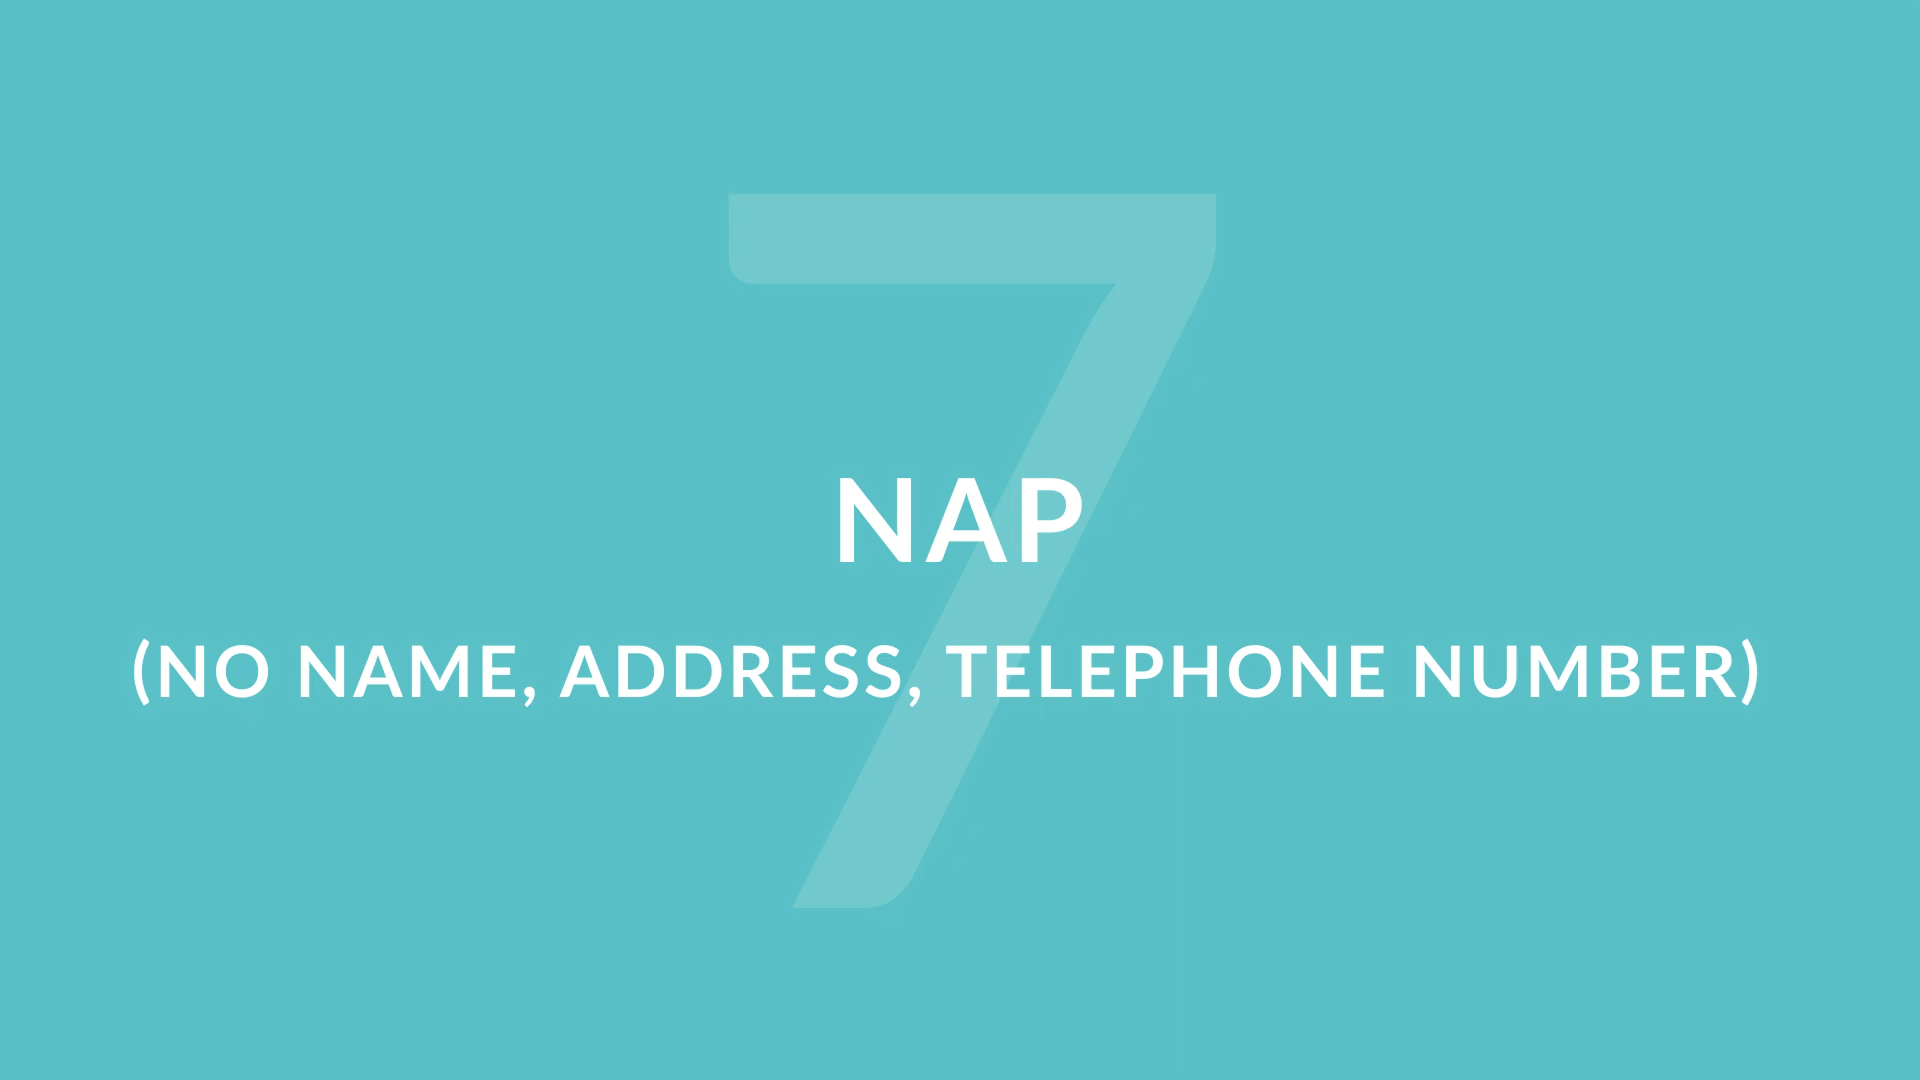 7
NAP
(NO NAME, ADDRESS, TELEPHONE NUMBER)